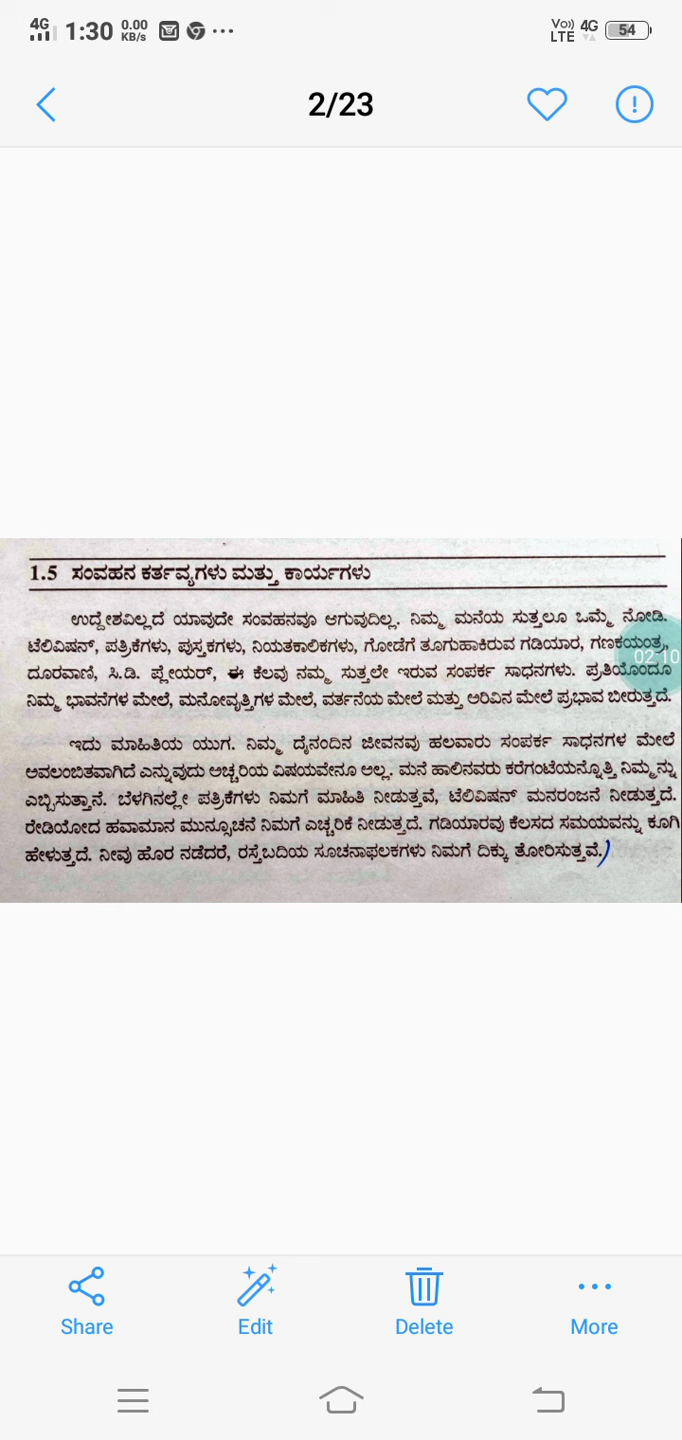 4G 1:30 0.00 KB/s ... Vo)) LTE 4G 54
2/23
1.5 ಸಂವಹನ ಕರ್ತವ್ಯಗಳು ಮತ್ತು ಕಾರ್ಯಗಳು
ಉದ್ದೇಶವಿಲ್ಲದೆ ಯಾವುದೇ ಸಂವಹನವೂ ಆಗುವುದಿಲ್ಲ. ನಿಮ್ಮ ಮನೆಯ ಸುತ್ತಲೂ ಒಮ್ಮೆ ನೋಡಿ.
ಟೆಲಿವಿಷನ್, ಪತ್ರಿಕೆಗಳು, ಪುಸ್ತಕಗಳು, ನಿಯತಕಾಲಿಕಗಳು, ಗೋಡೆಗೆ ತೂಗುಹಾಕಿರುವ ಗಡಿಯಾರ, ಗಣಕಯಂತ್ರ,
02:10
ದೂರವಾಣಿ, ಸಿ.ಡಿ. ಪ್ಲೇಯರ್, ಈ ಕೆಲವು ನಮ್ಮ ಸುತ್ತಲೇ ಇರುವ ಸಂಪರ್ಕ ಸಾಧನಗಳು. ಪ್ರತಿಯೊಂದೂ
ನಿಮ್ಮ ಭಾವನೆಗಳ ಮೇಲೆ, ಮನೋವೃತ್ತಿಗಳ ಮೇಲೆ, ವರ್ತನೆಯ ಮೇಲೆ ಮತ್ತು ಅರಿವಿನ ಮೇಲೆ ಪ್ರಭಾವ ಬೀರುತ್ತದೆ.
ಇದು ಮಾಹಿತಿಯ ಯುಗ. ನಿಮ್ಮ ದೈನಂದಿನ ಜೀವನವು ಹಲವಾರು ಸಂಪರ್ಕ ಸಾಧನಗಳ ಮೇಲೆ
ಅವಲಂಬಿತವಾಗಿದೆ ಎನ್ನುವುದು ಅಚ್ಚರಿಯ ವಿಷಯವೇನೂ ಅಲ್ಲ. ಮನೆ ಹಾಲಿನವರು ಕರೆಗಂಟೆಯನ್ನೊತ್ತಿ ನಿಮ್ಮನ್ನು
ಎಬ್ಬಿಸುತ್ತಾನೆ. ಬೆಳಗಿನಲ್ಲೇ ಪತ್ರಿಕೆಗಳು ನಿಮಗೆ ಮಾಹಿತಿ ನೀಡುತ್ತವೆ, ಟೆಲಿವಿಷನ್ ಮನರಂಜನೆ ನೀಡುತ್ತದೆ.
ರೇಡಿಯೋದ ಹವಾಮಾನ ಮುನ್ಸೂಚನೆ ನಿಮಗೆ ಎಚ್ಚರಿಕೆ ನೀಡುತ್ತದೆ. ಗಡಿಯಾರವು ಕೆಲಸದ ಸಮಯವನ್ನು ಕೂಗಿ
ಹೇಳುತ್ತದೆ. ನೀವು ಹೊರ ನಡೆದರೆ, ರಸ್ತೆಬದಿಯ ಸೂಚನಾಫಲಕಗಳು ನಿಮಗೆ ದಿಕ್ಕು ತೋರಿಸುತ್ತವೆ.)
Share Edit Delete More